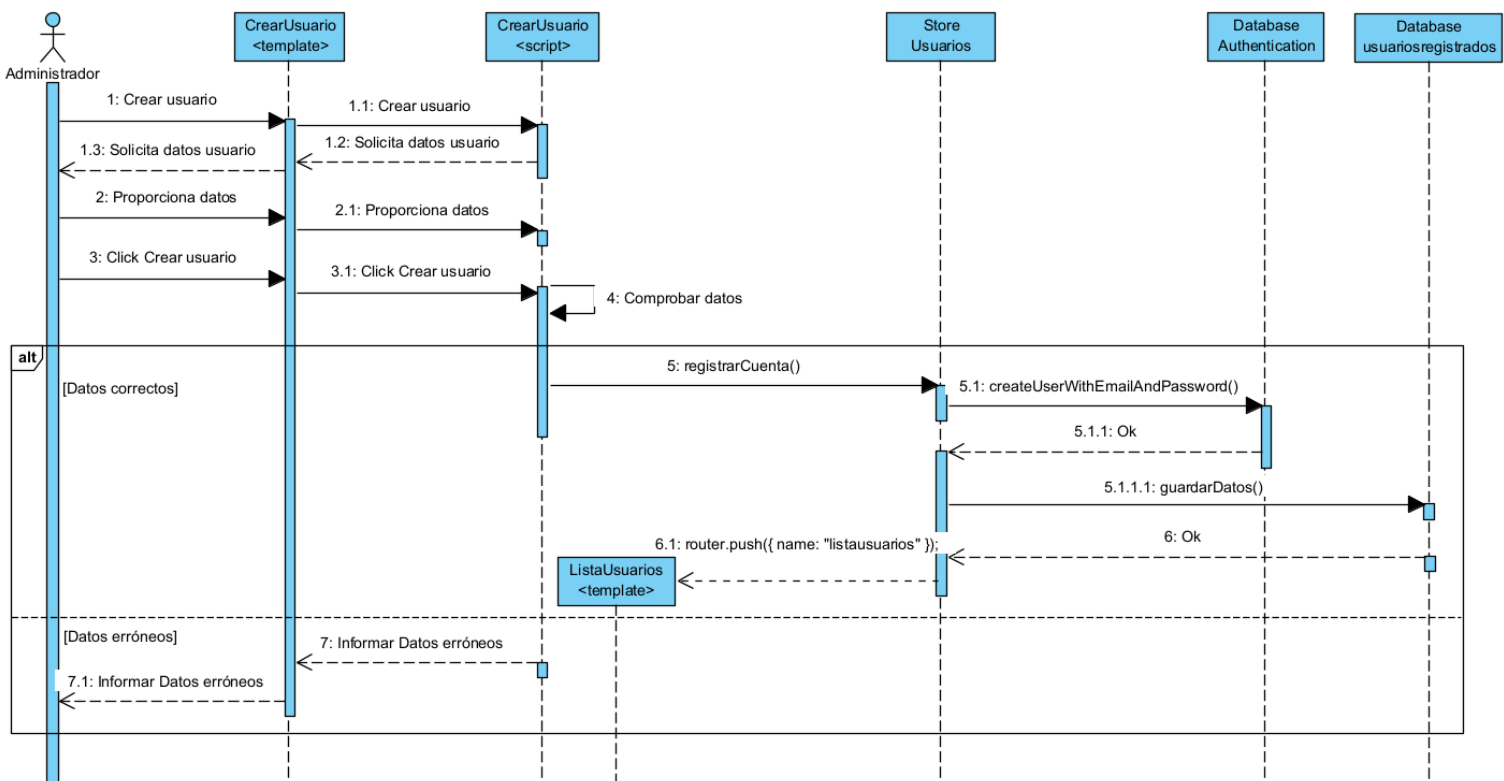 Administrador
CrearUsuario
<template>
CrearUsuario
<script>
Store
Usuarios
Database
Authentication
Database
usuariosregistrados
1: Crear usuario
1.1: Crear usuario
1.2: Solicita datos usuario
1.3: Solicita datos usuario
2: Proporciona datos
2.1: Proporciona datos
3: Click Crear usuario
3.1: Click Crear usuario
4: Comprobar datos
alt
[Datos correctos]
5: registrarCuenta()
5.1: createUserWithEmailAndPassword()
5.1.1: Ok
5.1.1.1: guardarDatos()
6: Ok
6.1: router.push({ name: "listausuarios" });
ListaUsuarios
<template>
[Datos erróneos]
7: Informar Datos erróneos
7.1: Informar Datos erróneos